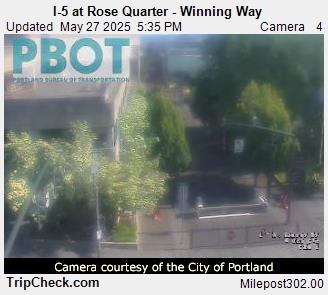 I-5 at Rose Quarter - Winning Way
Updated May 27 2025 5:35 PM Camera 4
PBOT
PORTLAND BUREAU OF TRANSPORTATION
Camera courtesy of the City of Portland
TripCheck.com Milepost302.00